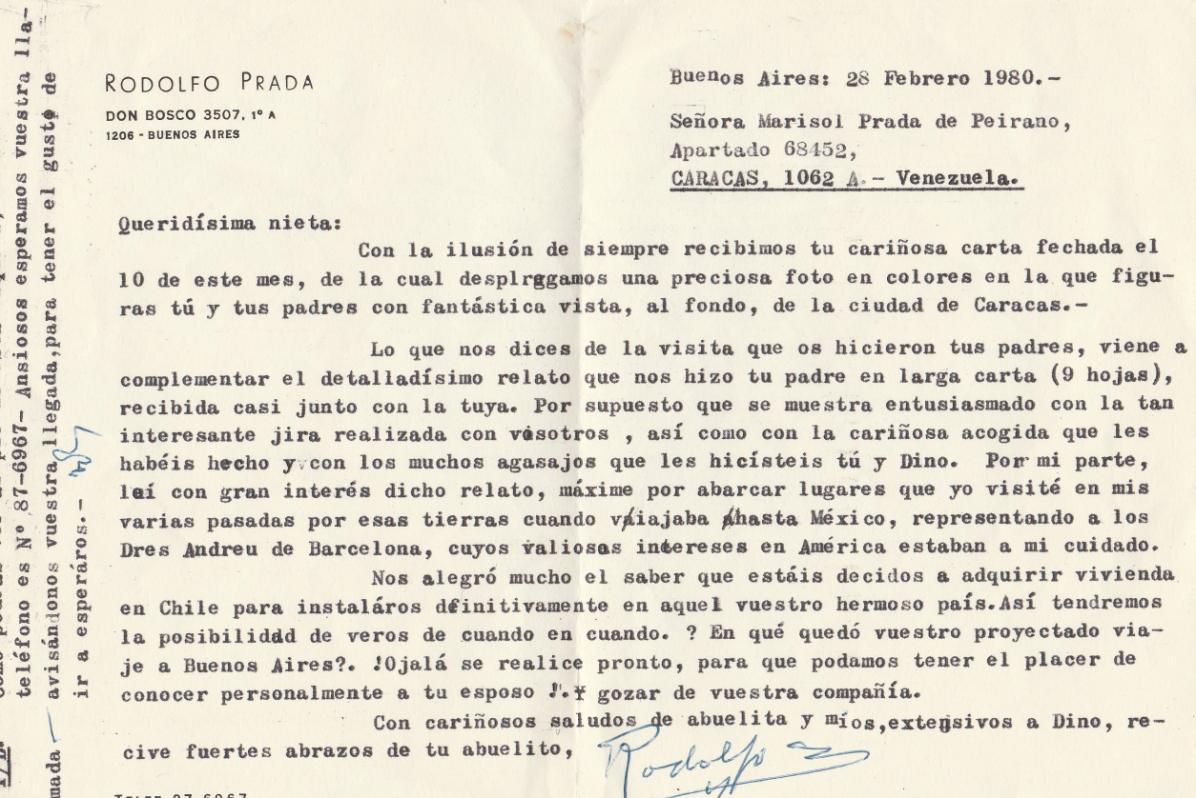 RODOLFO PRADA
DON BOSCO 3507, 1º A
1206 - BUENOS AIRES
Buenos Aires: 28 Febrero 1980.-
Señora Marisol Prada de Peirano,
Apartado 68452,
CARACAS, 1062 A.- Venezuela.
Queridísima nieta:
Con la ilusión de siempre recibimos tu cariñosa carta fechada el
10 de este mes, de la cual desplrggamos una preciosa foto en colores en la que figu-
ras tú y tus padres con fantástica vista, al fondo, de la ciudad de Caracas.-
Lo que nos dices de la visita que os hicieron tus padres, viene a
complementar el detalladísimo relato que nos hizo tu padre en larga carta (9 hojas),
recibida casi junto con la tuya. Por supuesto que se muestra entusiasmado con la tan
interesante jira realizada con vosotros , así como con la cariñosa acogida que les
habéis hecho y con los muchos agasajos que les hicísteis tú y Dino. Por mi parte,
leí con gran interés dicho relato, máxime por abarcar lugares que yo visité en mis
varias pasadas por esas tierras cuando viajaba hasta México, representando a los
Dres Andreu de Barcelona, cuyos valiosos intereses en América estaban a mi cuidado.
Nos alegró mucho el saber que estáis decidos a adquirir vivienda
en Chile para instaláros dfinitivamente en aquel vuestro hermoso país.Así tendremos
la posibilidad de veros de cuando en cuando. ? En qué quedó vuestro proyectado via-
je a Buenos Aires?. !Ojalá se realice pronto, para que podamos tener el placer de
conocer personalmente a tu esposo !.Y gozar de vuestra compañía.
Con cariñosos saludos de abuelita y míos,extensivos a Dino, re-
cive fuertes abrazos de tu abuelito,
Rodolfo
teléfono es Nº 87-6967- Ansiosos esperamos vuestra lla-
mada — avisándonos vuestra llegada,para tener el gusto de
ir a esperáros.-